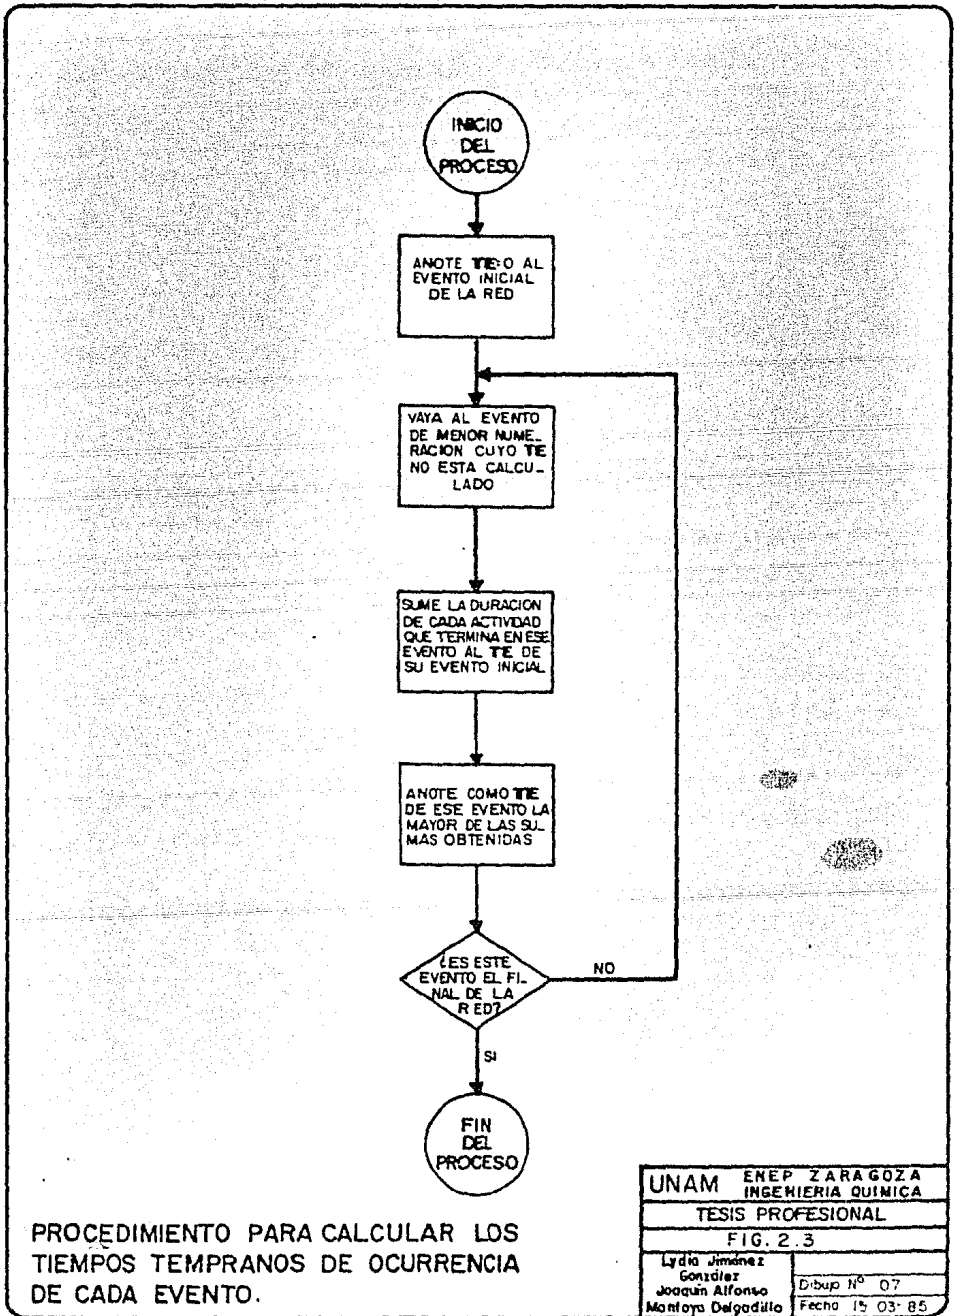 INICIO
DEL
PROCESO
ANOTE TE=O AL
EVENTO INICIAL
DE LA RED
VAYA AL EVENTO
DE MENOR NUME_
RACION CUYO TE
NO ESTA CALCU_
LADO
SUME LA DURACION
DE CADA ACTIVIDAD
QUE TERMINA EN ESE
EVENTO AL TE DE
SU EVENTO INICIAL
ANOTE COMO TE
DE ESE EVENTO LA
MAYOR DE LAS SU_
MAS OBTENIDAS
¿ES ESTE
EVENTO EL FI_
NAL DE LA
RED?
NO
SI
FIN
DEL
PROCESO
PROCEDIMIENTO PARA CALCULAR LOS
TIEMPOS TEMPRANOS DE OCURRENCIA
DE CADA EVENTO.
UNAM ENEP ZARAGOZA
INGENIERIA QUIMICA
TESIS PROFESIONAL
FIG. 2.3
Lydia Jiménez
González
Joaquín Alfonso
Montoya Delgadillo
Dibujo Nº 07
Fecha 15-03-85